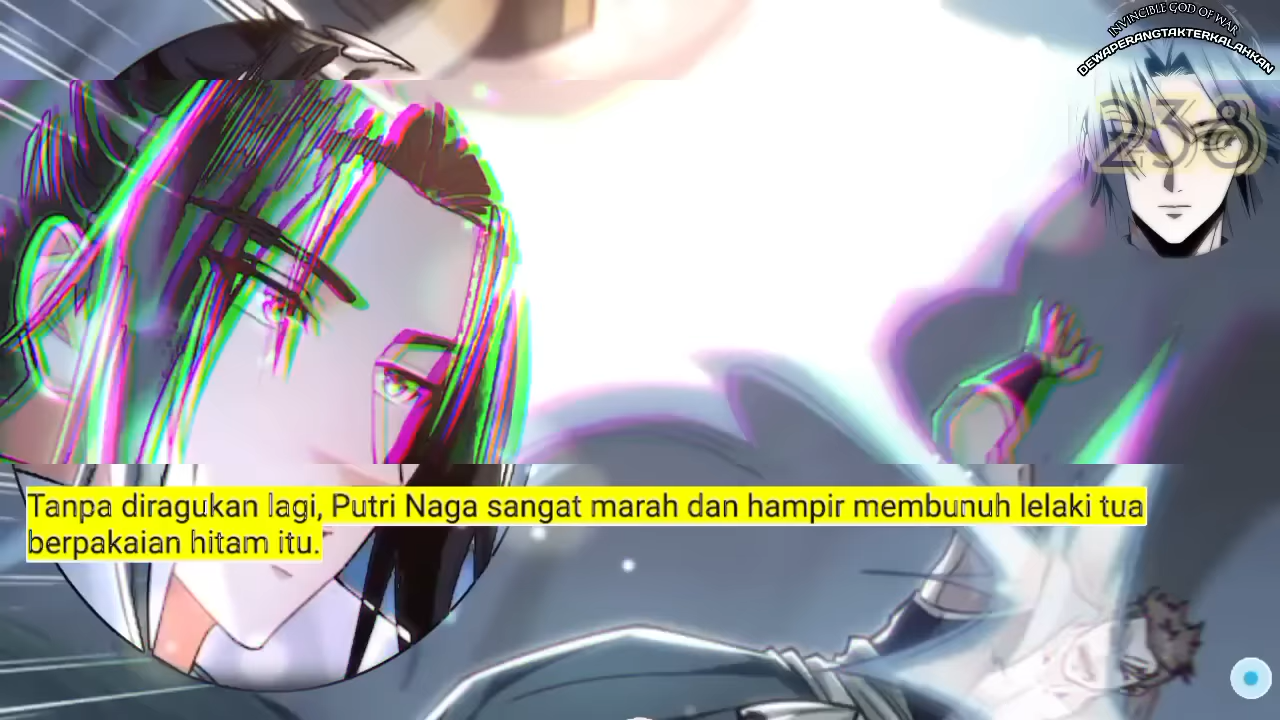 INVINCIBLE GOD OF WAR
DEWAPERANGTAKTERKALAHKAN
238
Tanpa diragukan lagi, Putri Naga sangat marah dan hampir membunuh lelaki tua
berpakaian hitam itu.